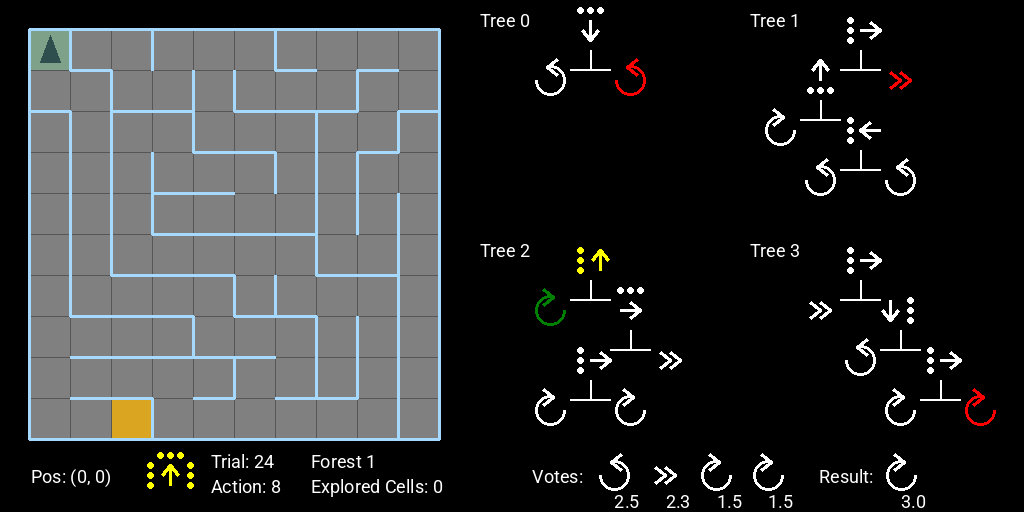 Tree 0
Tree 1
Tree 2
Tree 3
Pos: (0, 0)
Trial: 24
Forest 1
Action: 8
Explored Cells: 0
Votes:
2.5
2.3
1.5
1.5
Result:
3.0